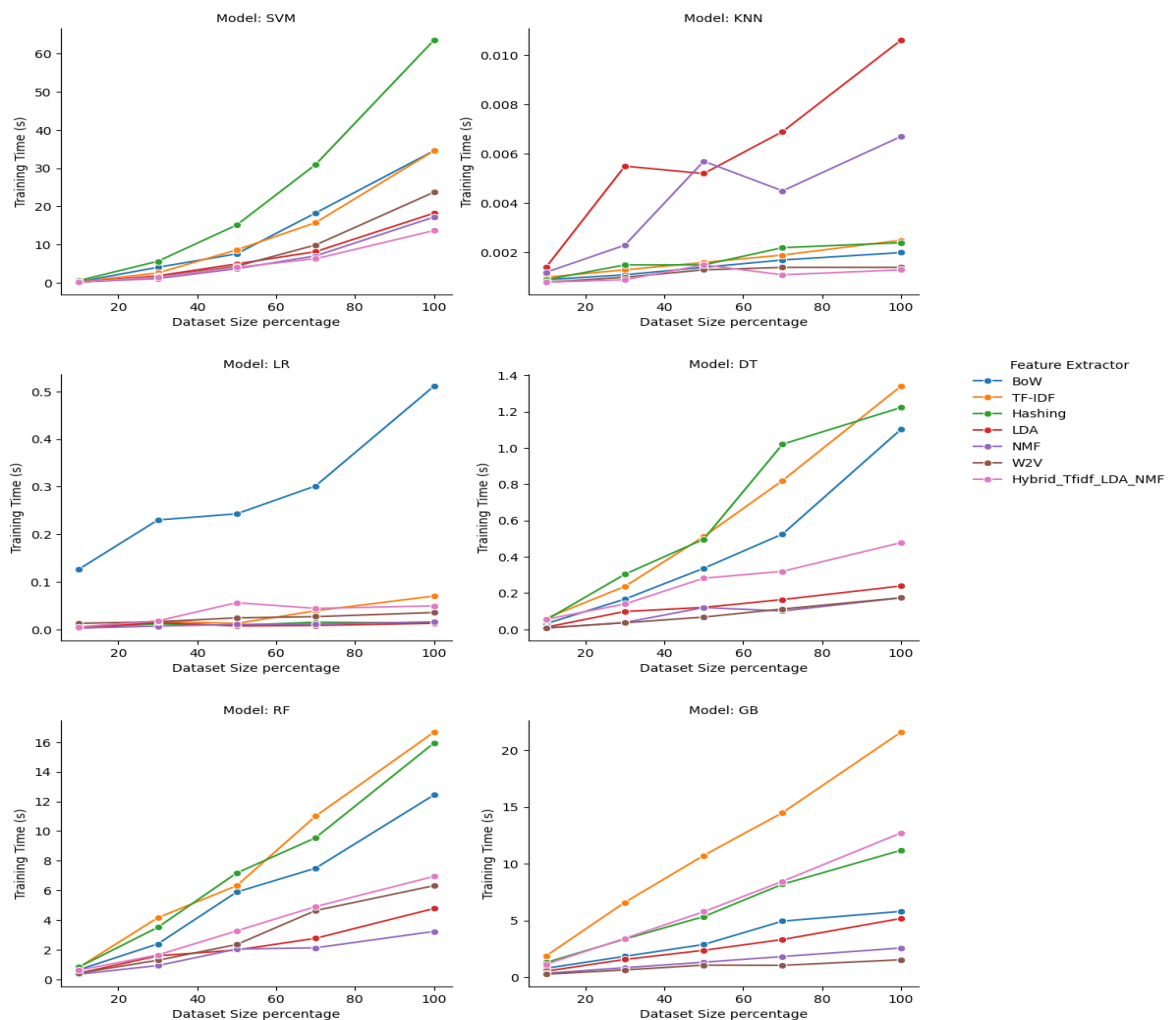 Model: SVM
Training Time (s)
60
50
40
30
20
10
0
20
40
60
80
100
Dataset Size percentage
Model: KNN
Training Time (s)
0.010
0.008
0.006
0.004
0.002
20
40
60
80
100
Dataset Size percentage
Model: LR
Training Time (s)
0.5
0.4
0.3
0.2
0.1
0.0
20
40
60
80
100
Dataset Size percentage
Model: DT
Training Time (s)
1.4
1.2
1.0
0.8
0.6
0.4
0.2
0.0
20
40
60
80
100
Dataset Size percentage
Feature Extractor
BoW
TF-IDF
Hashing
LDA
NMF
W2V
Hybrid_Tfidf_LDA_NMF
Model: RF
Training Time (s)
16
14
12
10
8
6
4
2
0
20
40
60
80
100
Dataset Size percentage
Model: GB
Training Time (s)
20
15
10
5
0
20
40
60
80
100
Dataset Size percentage